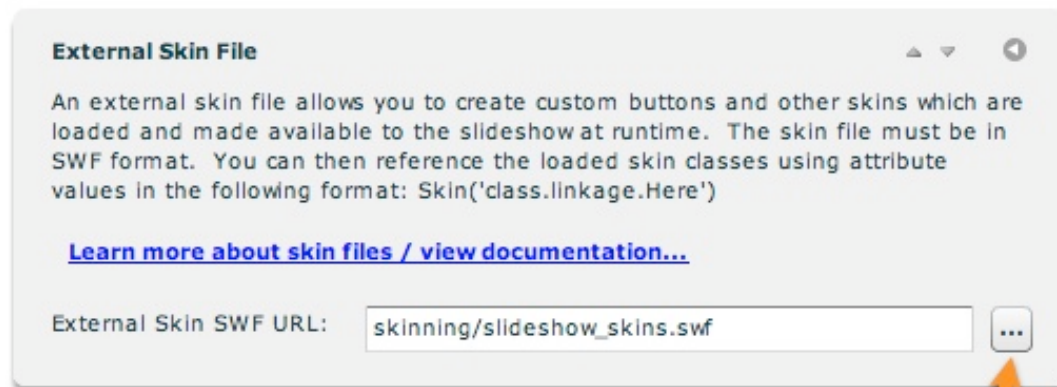 External Skin File
An external skin file allows you to create custom buttons and other skins which are
loaded and made available to the slideshow at runtime.  The skin file must be in
SWF format.  You can then reference the loaded skin classes using attribute
values in the following format: Skin('class.linkage.Here')
Learn more about skin files / view documentation...
External Skin SWF URL: skinning/slideshow_skins.swf ...